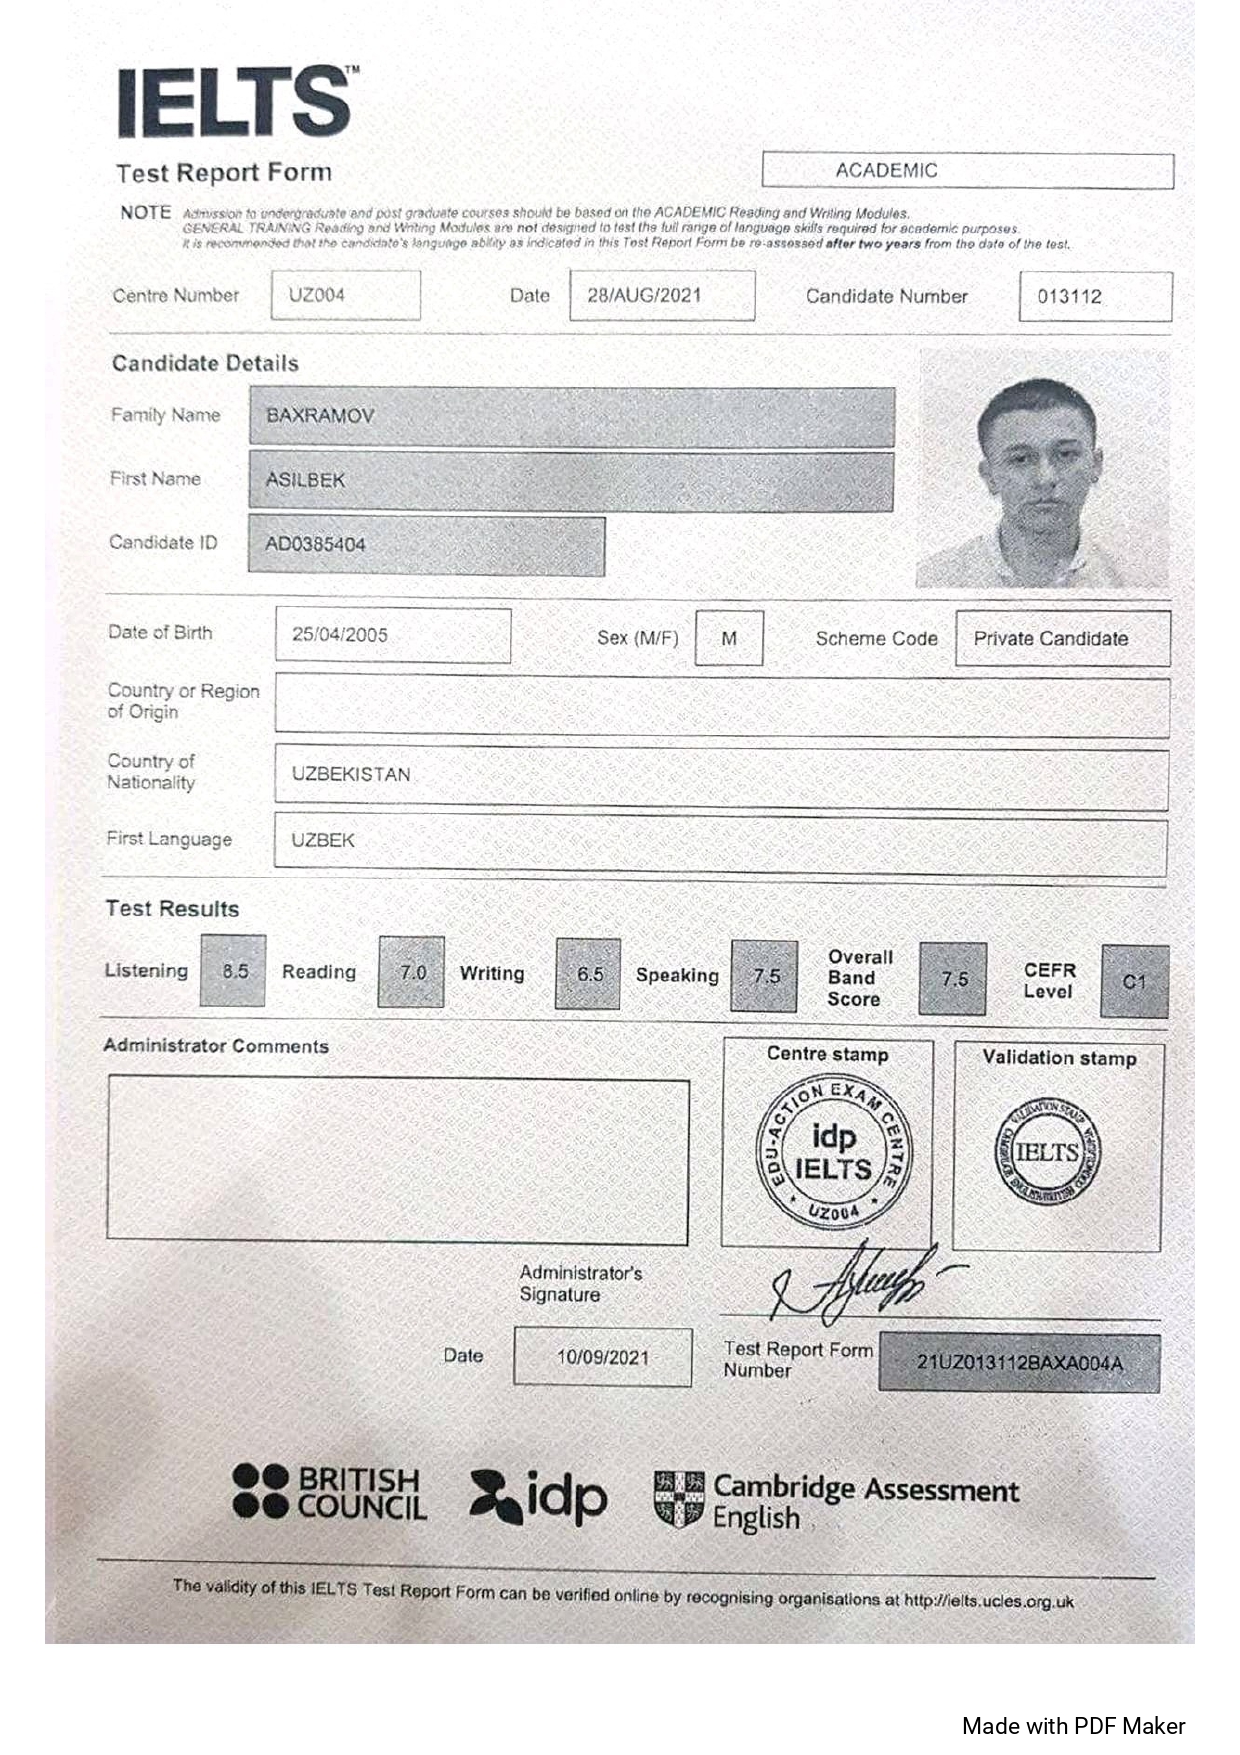 IELTS™
Test Report Form
ACADEMIC
NOTE Admission to undergraduate and post graduate courses should be based on the ACADEMIC Reading and Writing Modules.
GENERAL TRAINING Reading and Writing Modules are not designed to test the full range of language skills required for academic purposes.
It is recommended that the candidate's language ability as indicated in this Test Report Form be re-assessed after two years from the date of the test.
Centre Number UZ004 Date 28/AUG/2021 Candidate Number 013112
Candidate Details
Family Name BAXRAMOV
First Name ASILBEK
Candidate ID AD0385404
Date of Birth 25/04/2005 Sex (M/F) M Scheme Code Private Candidate
Country or Region
of Origin
Country of
Nationality
UZBEKISTAN
First Language UZBEK
Test Results
Listening 8.5 Reading 7.0 Writing 6.5 Speaking 7.5
Overall
Band
Score
7.5
CEFR
Level
C1
Administrator Comments
Centre stamp
EDU-ACTION EXAM CENTRE
idp
IELTS
UZ004
Validation stamp
VALIDATION STAMP
IELTS
Administrator's
Signature
Date 10/09/2021
Test Report Form
Number
21UZ013112BAXA004A
BRITISH
COUNCIL
idp
Cambridge Assessment
English
The validity of this IELTS Test Report Form can be verified online by recognising organisations at http://ielts.ucles.org.uk
Made with PDF Maker